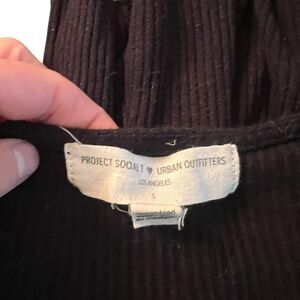 PROJECT SOCIAL T ♥ URBAN OUTFITTERS
LOS ANGELES
S
assembled